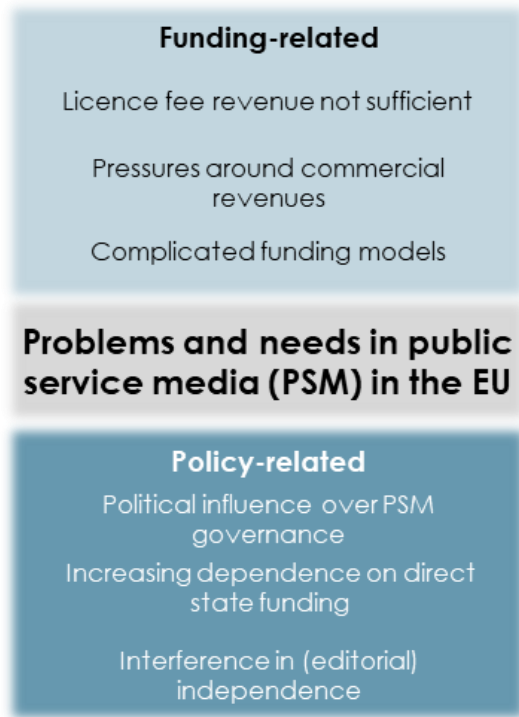 Funding-related
Licence fee revenue not sufficient
Pressures around commercial
revenues
Complicated funding models
Problems and needs in public
service media (PSM) in the EU
Policy-related
Political influence over PSM
governance
Increasing dependence on direct
state funding
Interference in (editorial)
independence